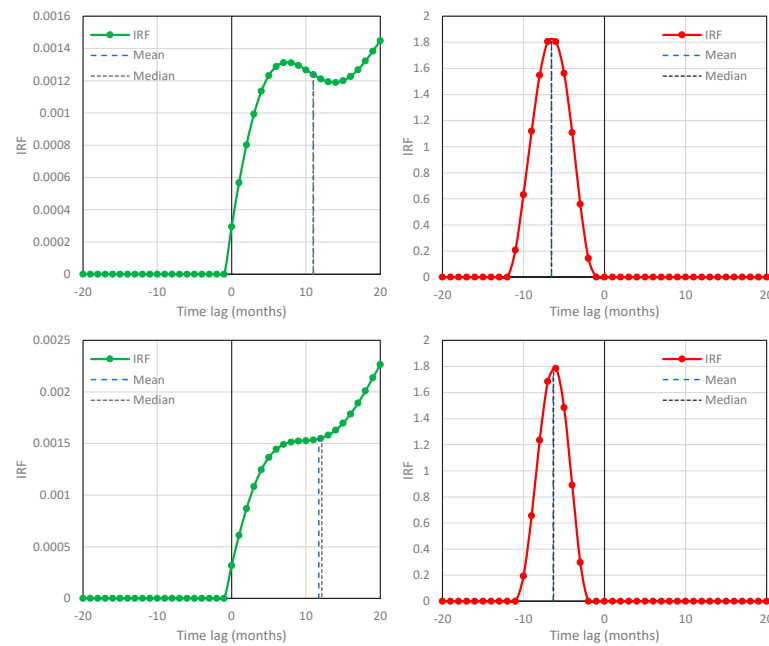 0.0016
0.0014
0.0012
0.001
0.0008
0.0006
0.0004
0.0002
0
IRF
IRF
Mean
Median
-20 -10 0 10 20
Time lag (months)
2
1.8
1.6
1.4
1.2
1
0.8
0.6
0.4
0.2
0
IRF
IRF
Mean
Median
-20 -10 0 10 20
Time lag (months)
0.0025
0.002
0.0015
0.001
0.0005
0
IRF
IRF
Mean
Median
-20 -10 0 10 20
Time lag (months)
2
1.8
1.6
1.4
1.2
1
0.8
0.6
0.4
0.2
0
IRF
IRF
Mean
Median
-20 -10 0 10 20
Time lag (months)